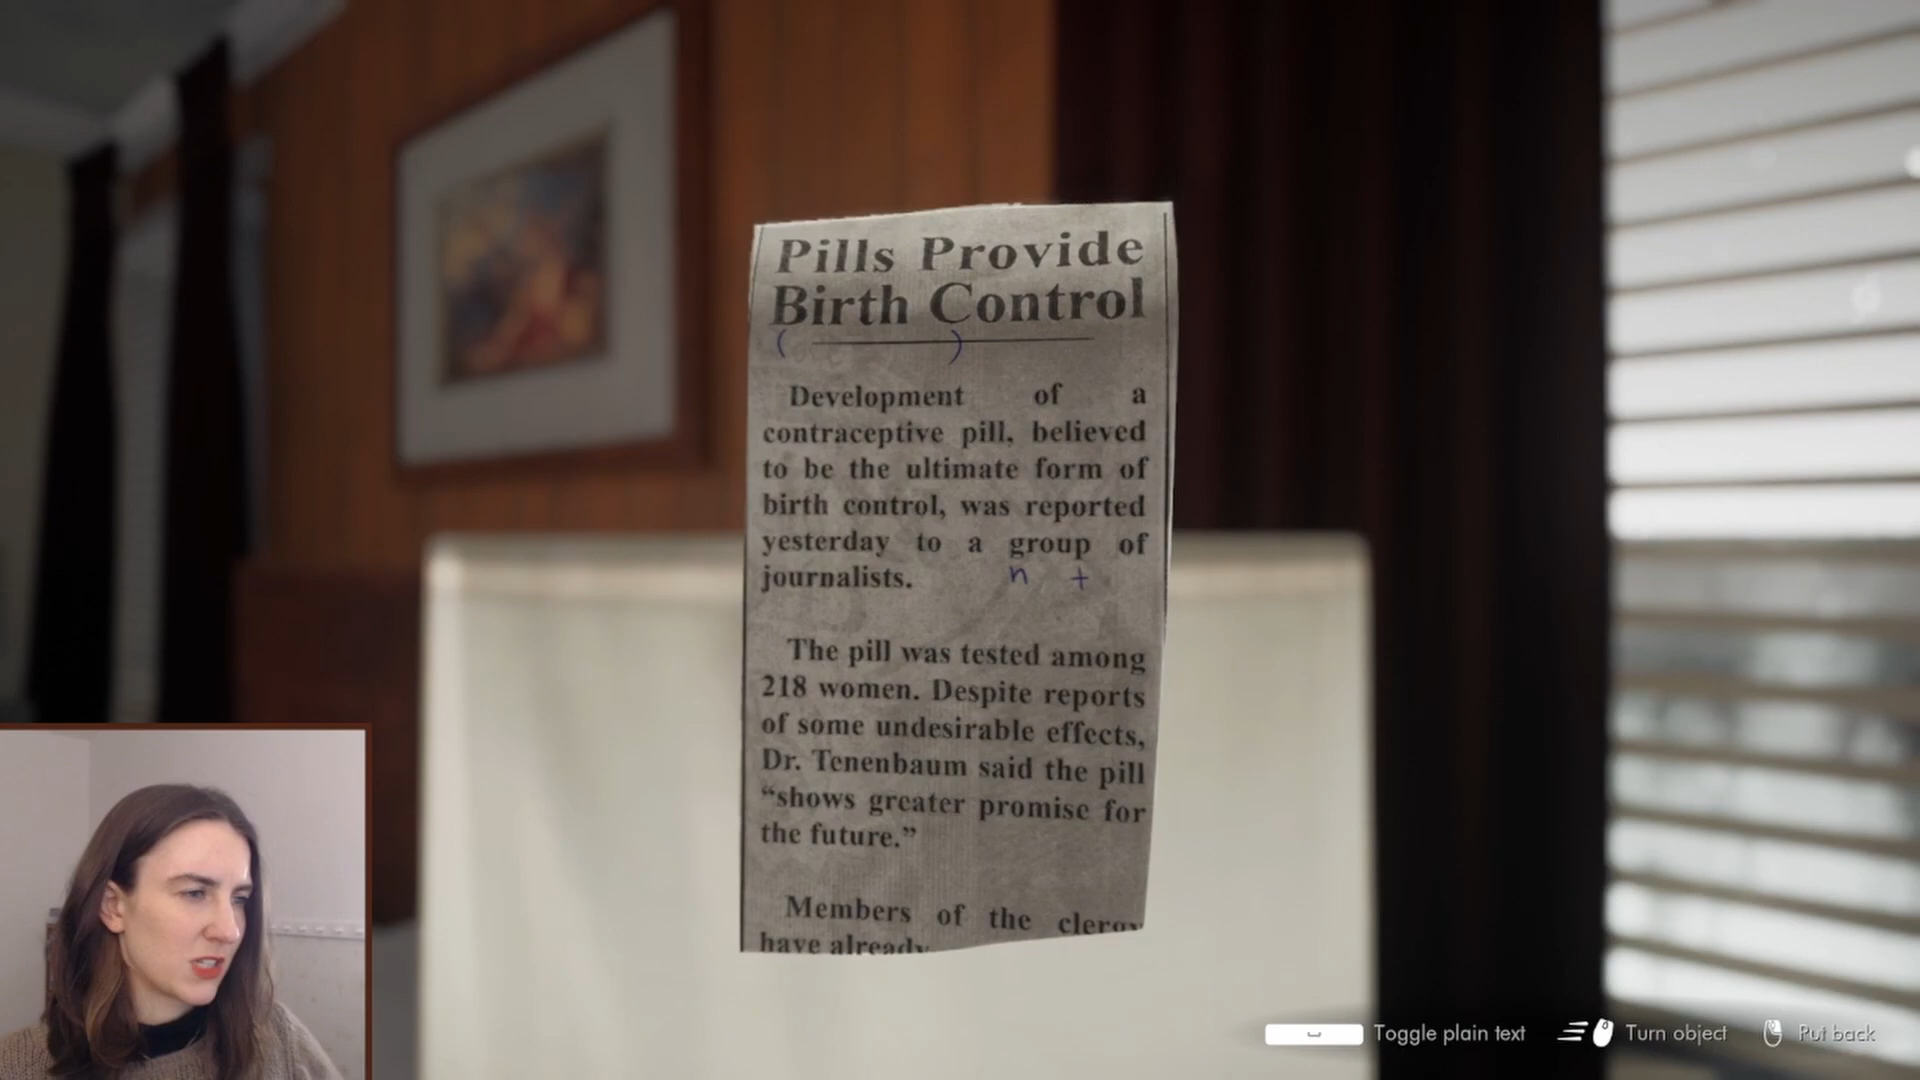 Pills Provide
Birth Control
( )
Development of a
contraceptive pill, believed
to be the ultimate form of
birth control, was reported
yesterday to a group of
journalists.
n +
The pill was tested among
218 women. Despite reports
of some undesirable effects,
Dr. Tenenbaum said the pill
“shows greater promise for
the future.”
Members of the clergy
have already
Toggle plain text
Turn object
Put back